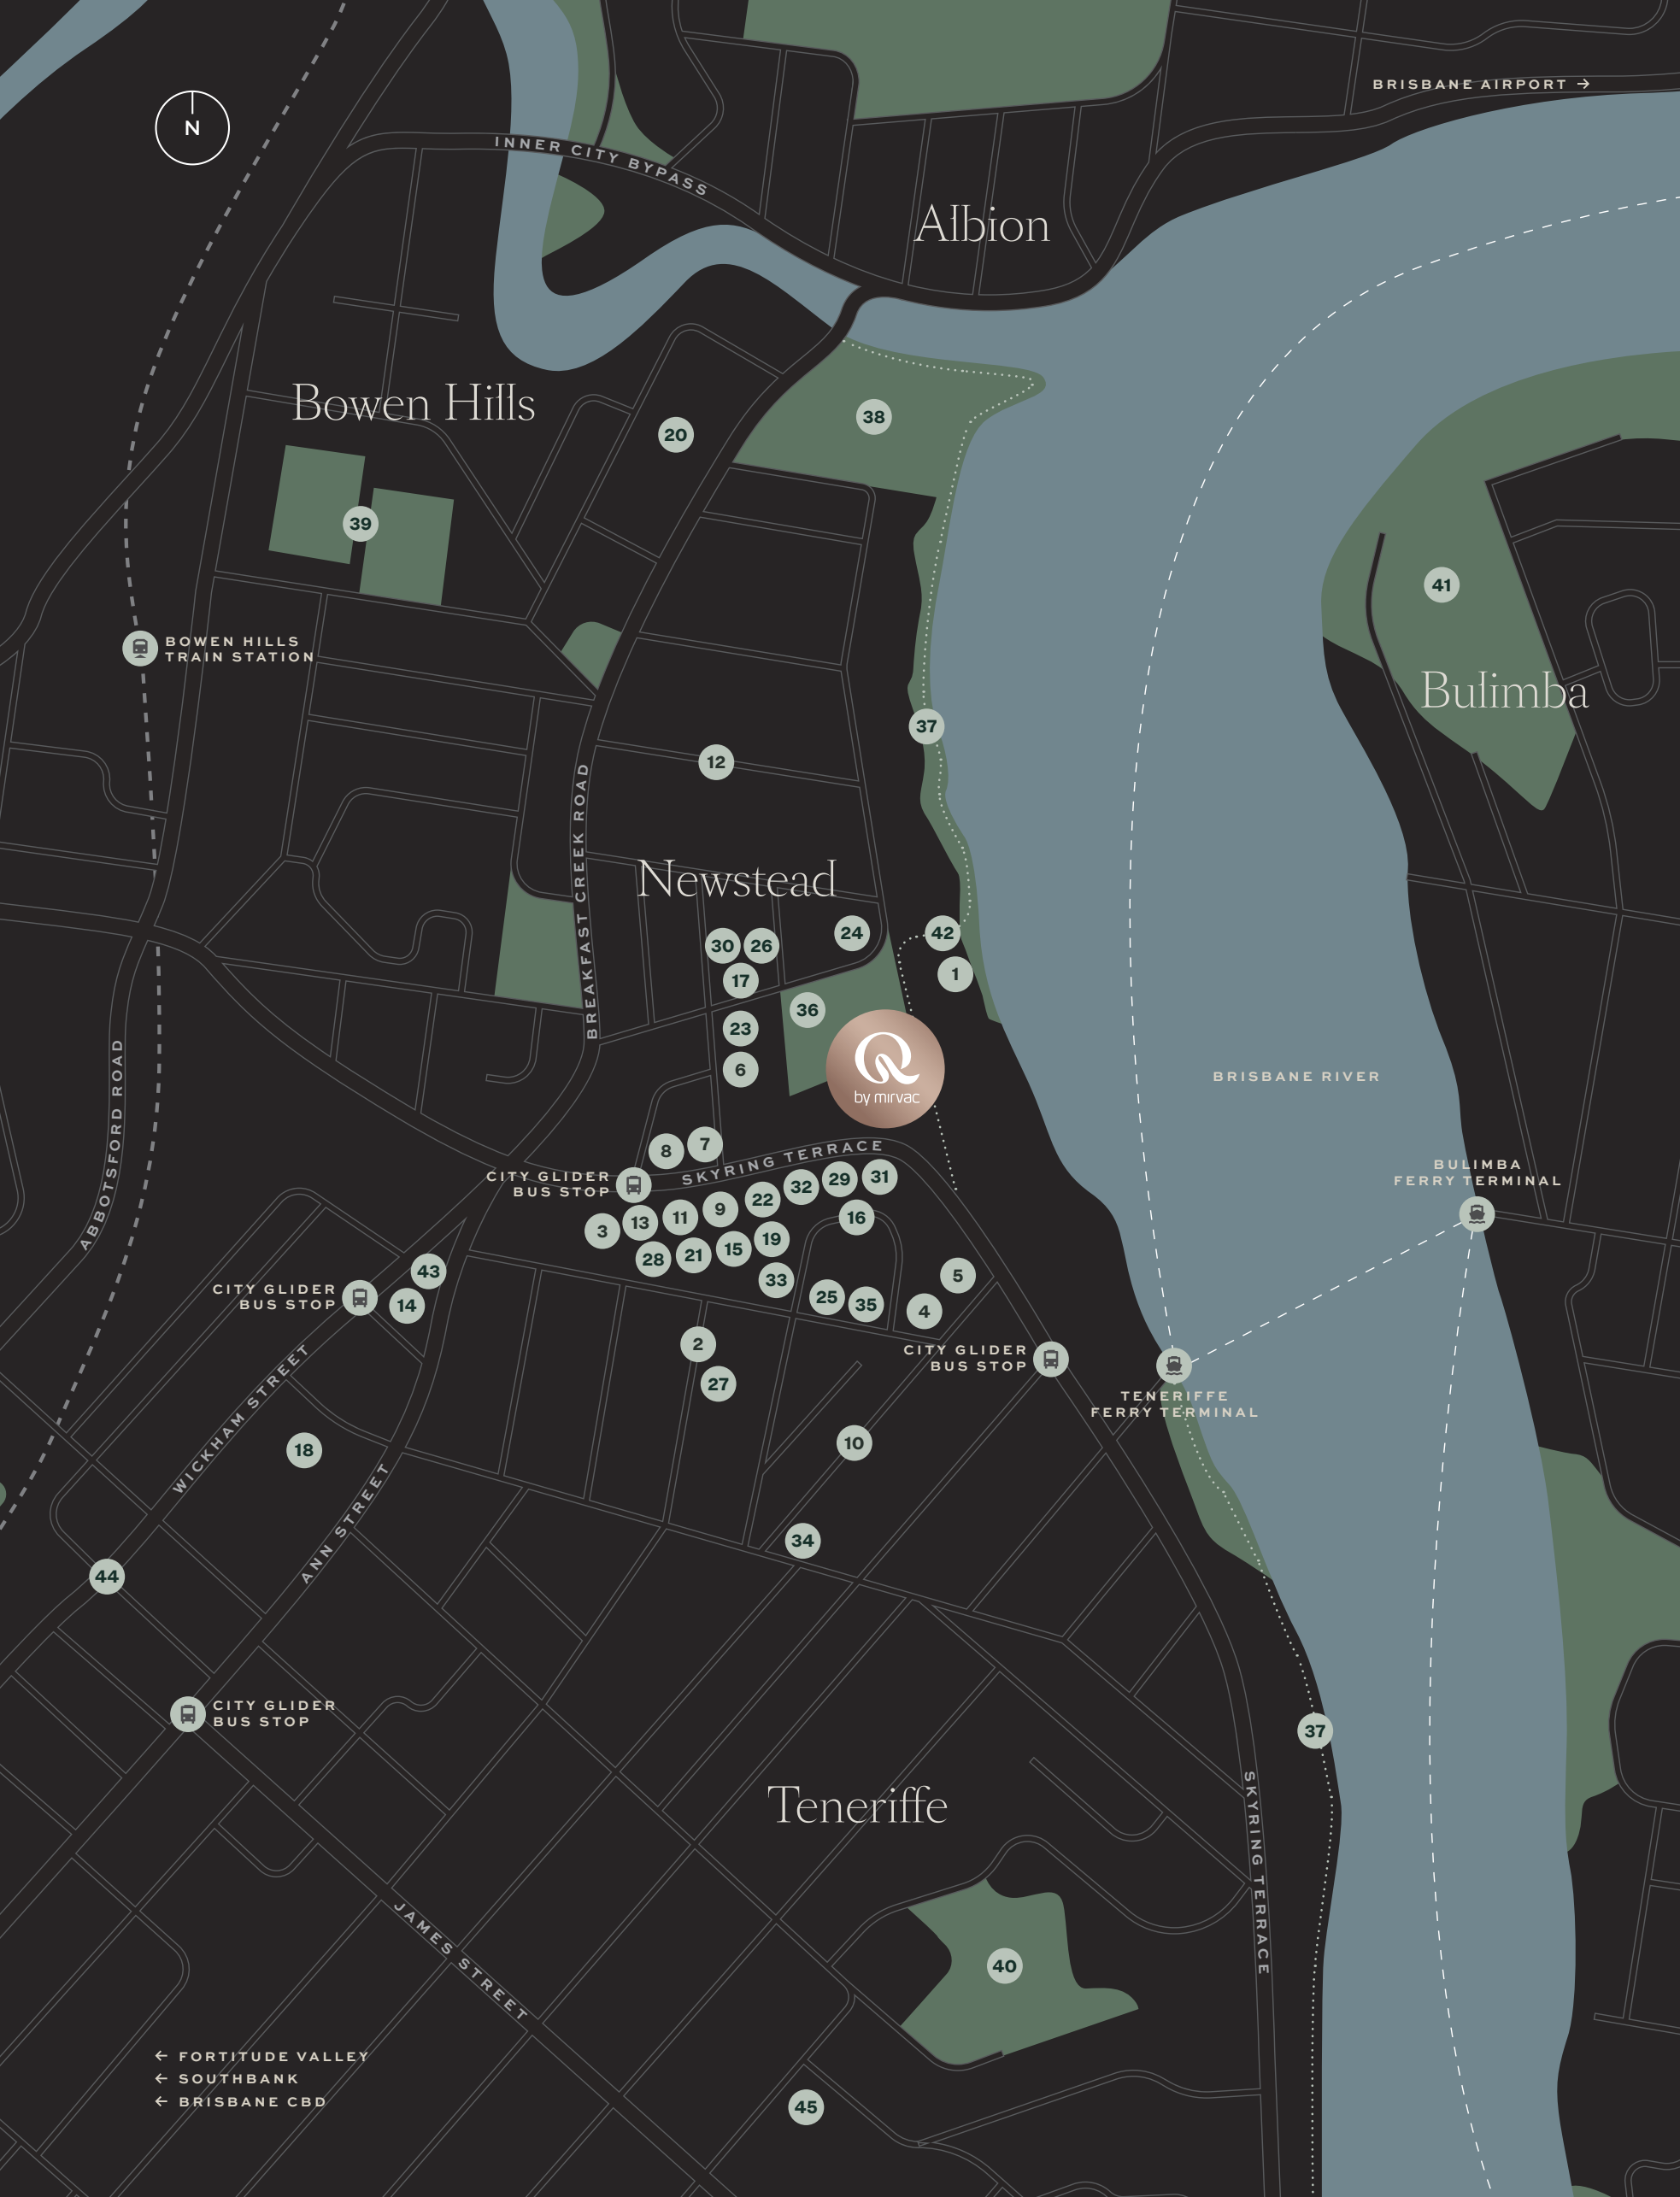 BRISBANE AIRPORT →
N
INNER CITY BYPASS
Albion
Bowen Hills
38
20
39
41
BOWEN HILLS
TRAIN STATION
Bulimba
37
12
BREAKFAST CREEK ROAD
Newstead
24
42
30
26
17
1
36
23
6
Q
by mirvac
BRISBANE RIVER
ABBOTSFORD ROAD
8
7
SKYRING TERRACE
CITY GLIDER
BUS STOP
BULIMBA
FERRY TERMINAL
32
29
31
3
13
11
9
22
16
28
21
15
19
33
5
43
CITY GLIDER
BUS STOP
14
25
35
4
2
CITY GLIDER
BUS STOP
27
TENERIFFE
FERRY TERMINAL
WICKHAM STREET
18
10
ANN STREET
34
44
CITY GLIDER
BUS STOP
37
Teneriffe
SKYRING TERRACE
JAMES STREET
40
← FORTITUDE VALLEY
← SOUTHBANK
← BRISBANE CBD
45